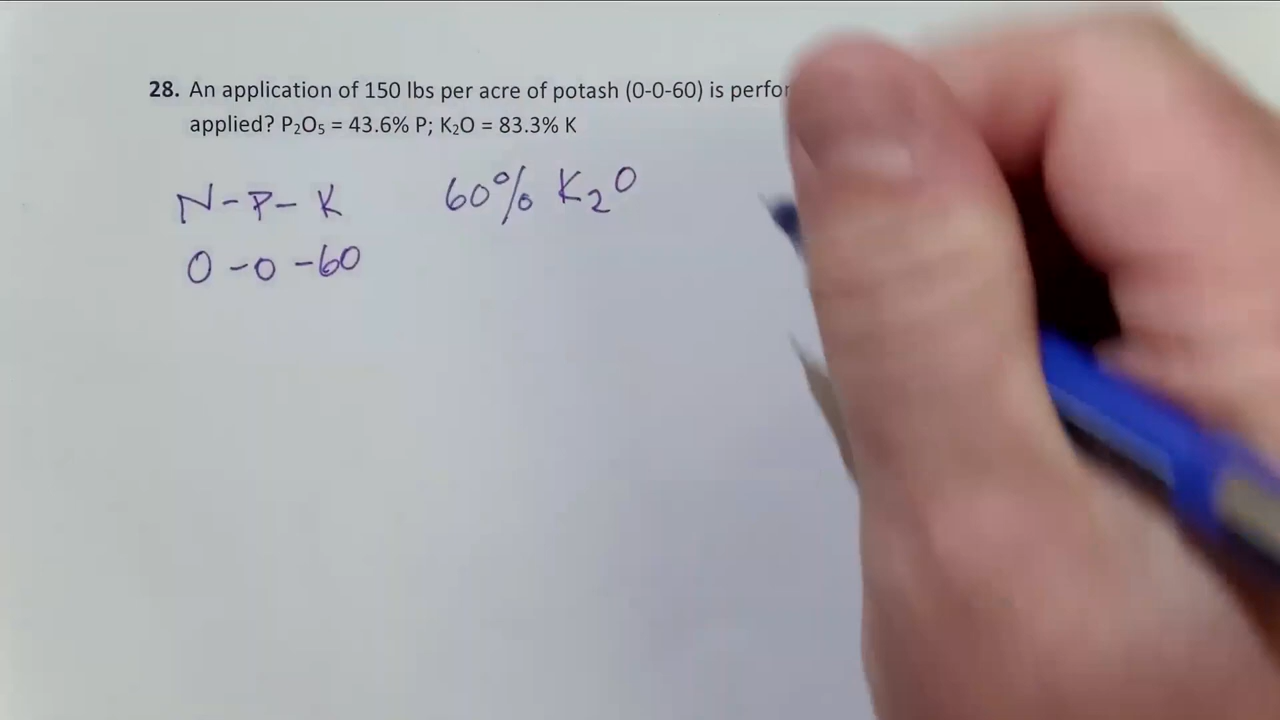 28. An application of 150 lbs per acre of potash (0-0-60) is
applied? P₂O₅ = 43.6% P; K₂O = 83.3% K
N-P-K 60% K₂O
0-0-60